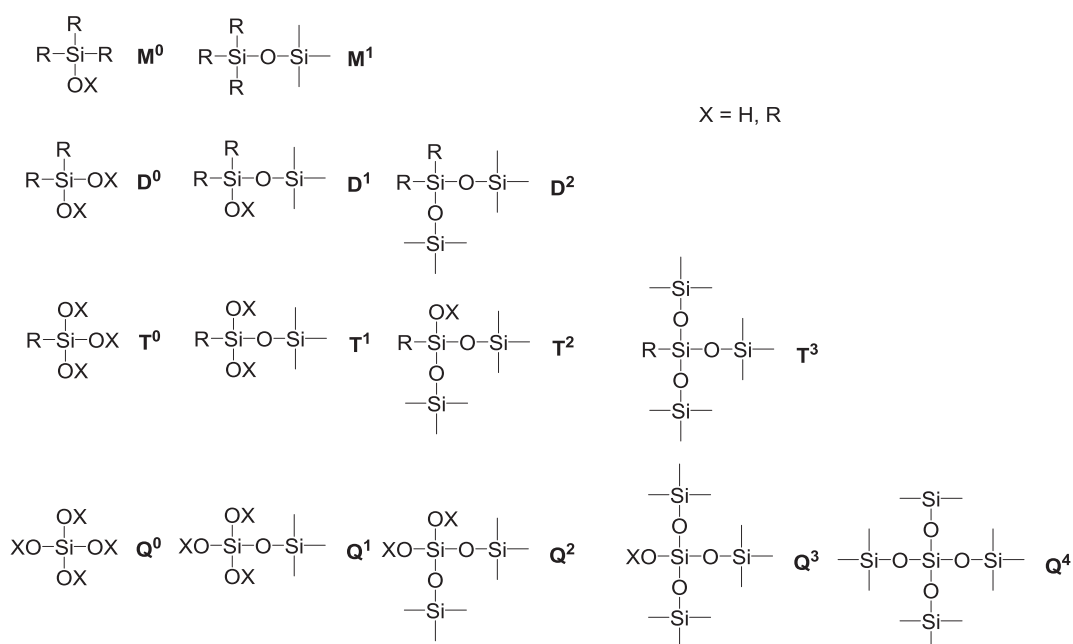 R R
R Si R M⁰ R Si O Si M¹
OX R
X = H, R
R R R
R Si OX D⁰ R Si O Si D¹ R Si O Si D²
OX OX O
Si
Si
OX OX OX O
R Si OX T⁰ R Si O Si T¹ R Si O Si T² R Si O Si T³
OX OX O O
Si Si
Si Si
OX OX OX O O
XO Si OX Q⁰ XO Si O Si Q¹ XO Si O Si Q² XO Si O Si Q³ Si O Si O Si Q⁴
OX OX O O O
Si Si Si